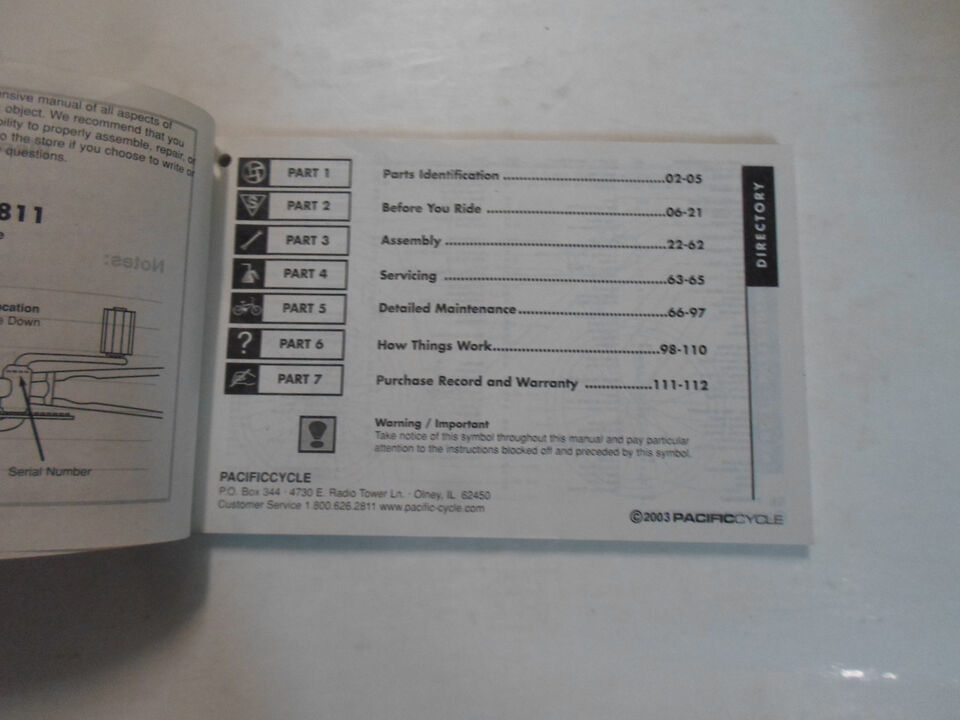 ensive manual of all aspects of
object. We recommend that you
bility to properly assemble, repair, or
o the store if you choose to write or
questions.
811
Notes:
cation
e Down
Serial Number
PART 1 Parts Identification ..........................................02-05
PART 2 Before You Ride ..............................................06-21
PART 3 Assembly .........................................................22-62
PART 4 Servicing .........................................................63-65
PART 5 Detailed Maintenance.......................................66-97
PART 6 How Things Work...........................................98-110
PART 7 Purchase Record and Warranty .................111-112
DIRECTORY
Warning / Important
Take notice of this symbol throughout this manual and pay particular
attention to the instructions blocked off and preceded by this symbol.
PACIFICCYCLE
P.O. Box 344 · 4730 E. Radio Tower Ln. · Olney, IL 62450
Customer Service 1.800.626.2811 www.pacific-cycle.com
©2003 PACIFICCYCLE